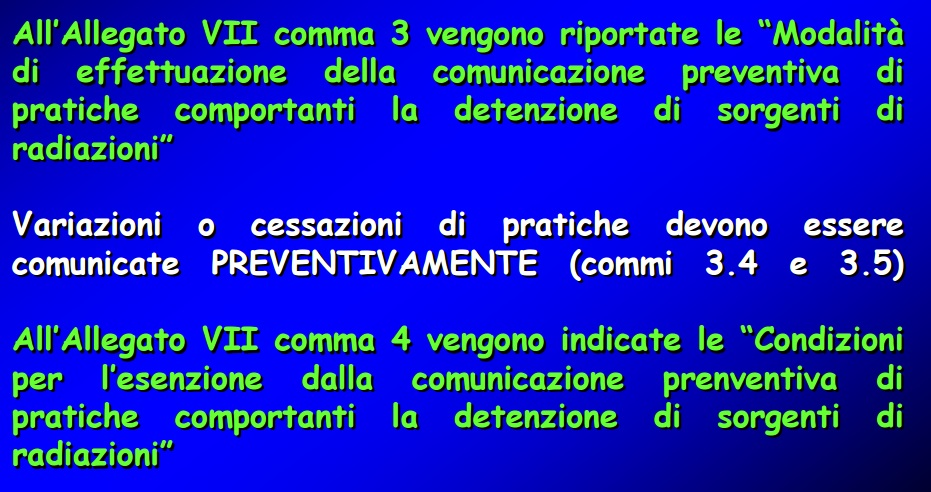 All'Allegato VII comma 3 vengono riportate le “Modalità
di effettuazione della comunicazione preventiva di
pratiche comportanti la detenzione di sorgenti di
radiazioni”
Variazioni o cessazioni di pratiche devono essere
comunicate PREVENTIVAMENTE (commi 3.4 e 3.5)
All'Allegato VII comma 4 vengono indicate le “Condizioni
per l'esenzione dalla comunicazione prenventiva di
pratiche comportanti la detenzione di sorgenti di
radiazioni”